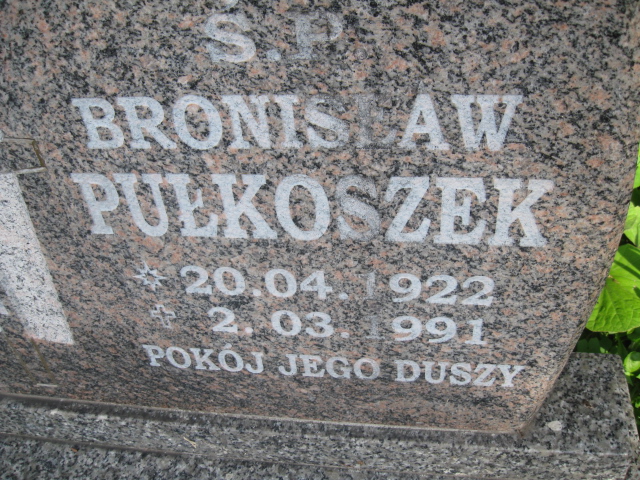 Ś.P.
BRONISŁAW
PUŁKOSZEK
20.04.1922
2.03.1991
POKÓJ JEGO DUSZY